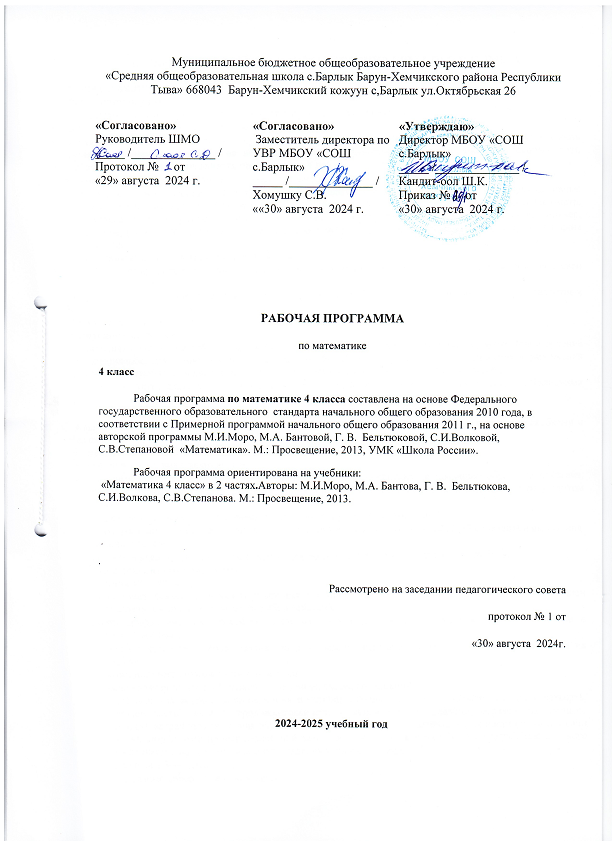 Муниципальное бюджетное общеобразовательное учреждение
«Средняя общеобразовательная школа с.Барлык Барун-Хемчикского района Республики
Тыва» 668043 Барун-Хемчикский кожуун с,Барлык ул.Октябрьская 26
«Согласовано»
Руководитель ШМО
/ /
Протокол № 1 от
«29» августа 2024 г.
«Согласовано»
Заместитель директора по
УВР МБОУ «СОШ
с.Барлык»
/ /
Хомушку С.В.
««30» августа 2024 г.
«Утверждаю»
Директор МБОУ «СОШ
с.Барлык»
Кандит-оол Ш.К.
Приказ № от
«30» августа 2024 г.
РАБОЧАЯ ПРОГРАММА
по математике
4 класс
Рабочая программа по математике 4 класса составлена на основе Федерального
государственного образовательного стандарта начального общего образования 2010 года, в
соответствии с Примерной программой начального общего образования 2011 г., на основе
авторской программы М.И.Моро, М.А. Бантовой, Г. В. Бельтюковой, С.И.Волковой,
С.В.Степановой «Математика». М.: Просвещение, 2013, УМК «Школа России».
Рабочая программа ориентирована на учебники:
«Математика 4 класс» в 2 частях.Авторы: М.И.Моро, М.А. Бантова, Г. В. Бельтюкова,
С.И.Волкова, С.В.Степанова. М.: Просвещение, 2013.
.
.
Рассмотрено на заседании педагогического совета
протокол № 1 от
«30» августа 2024г.
2024-2025 учебный год